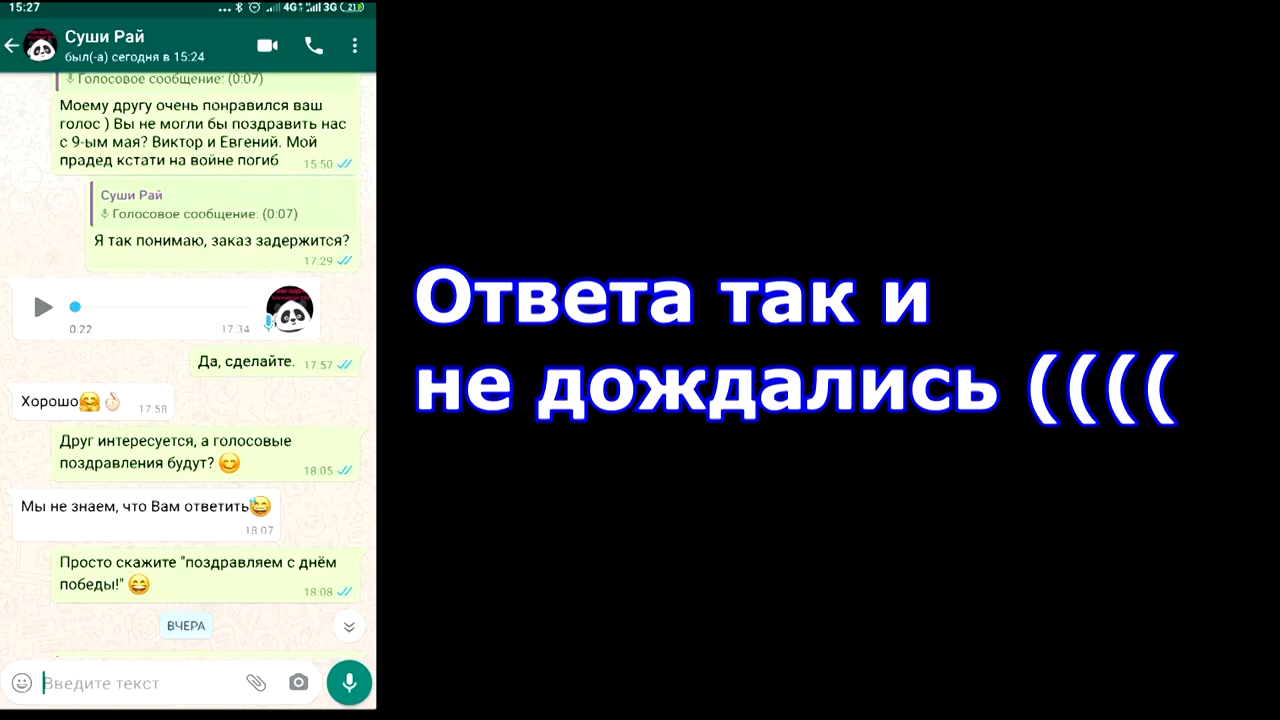 15:27
... 4G 3G 21
Суши Рай
был(-а) сегодня в 15:24
Голосовое сообщение: (0:07)
Моему другу очень понравился ваш
голос ) Вы не могли бы поздравить нас
с 9-ым мая? Виктор и Евгений. Мой
прадед кстати на войне погиб
15:50
Суши Рай
Голосовое сообщение: (0:07)
Я так понимаю, заказ задержится?
17:29
0:22
17:34
Да, сделайте.
17:57
Хорошо🤗👌🏻
17:58
Друг интересуется, а голосовые
поздравления будут? 😊
18:05
Мы не знаем, что Вам ответить😅
18:07
Просто скажите "поздравляем с днём
победы!" 😄
18:08
ВЧЕРА
Введите текст
Ответа так и
не дождались ((((